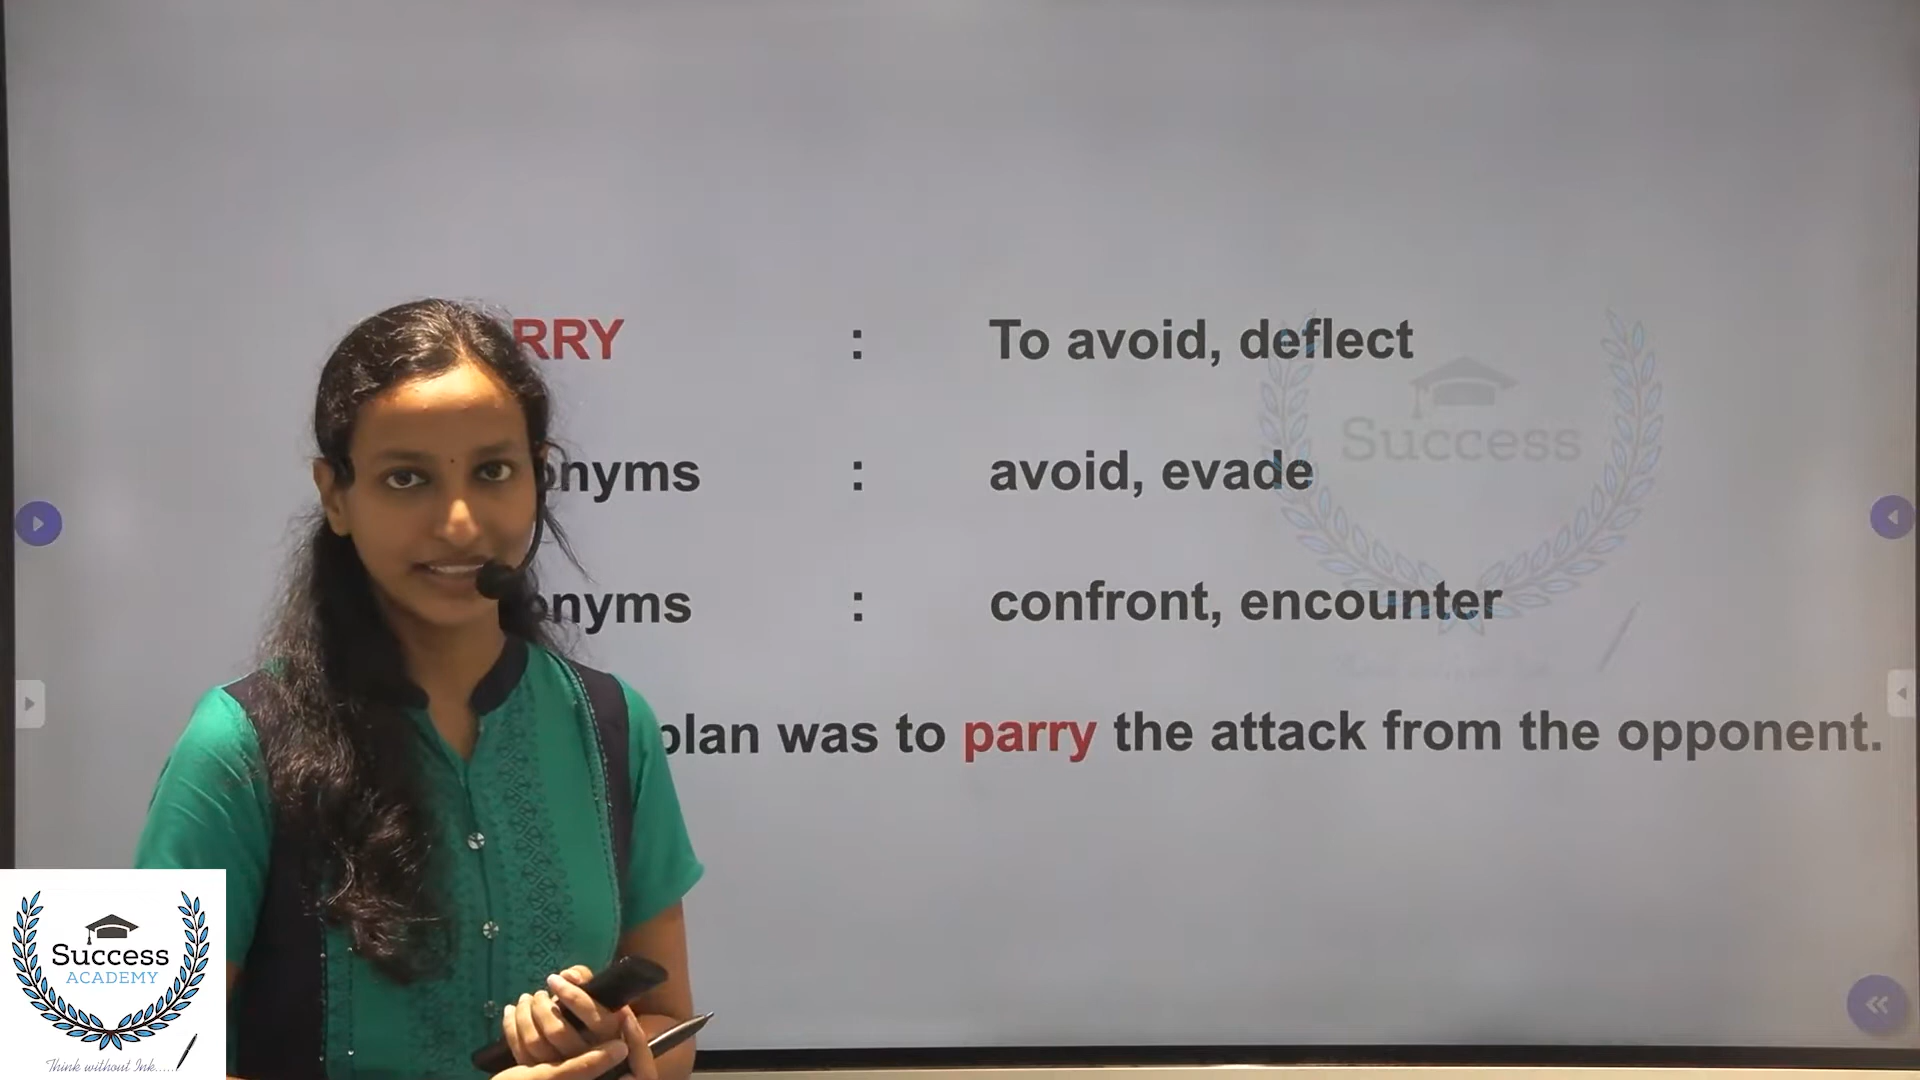 RRY : To avoid, deflect
onyms : avoid, evade
onyms : confront, encounter
plan was to parry the attack from the opponent.
Success
Success
ACADEMY
Think without Ink.....